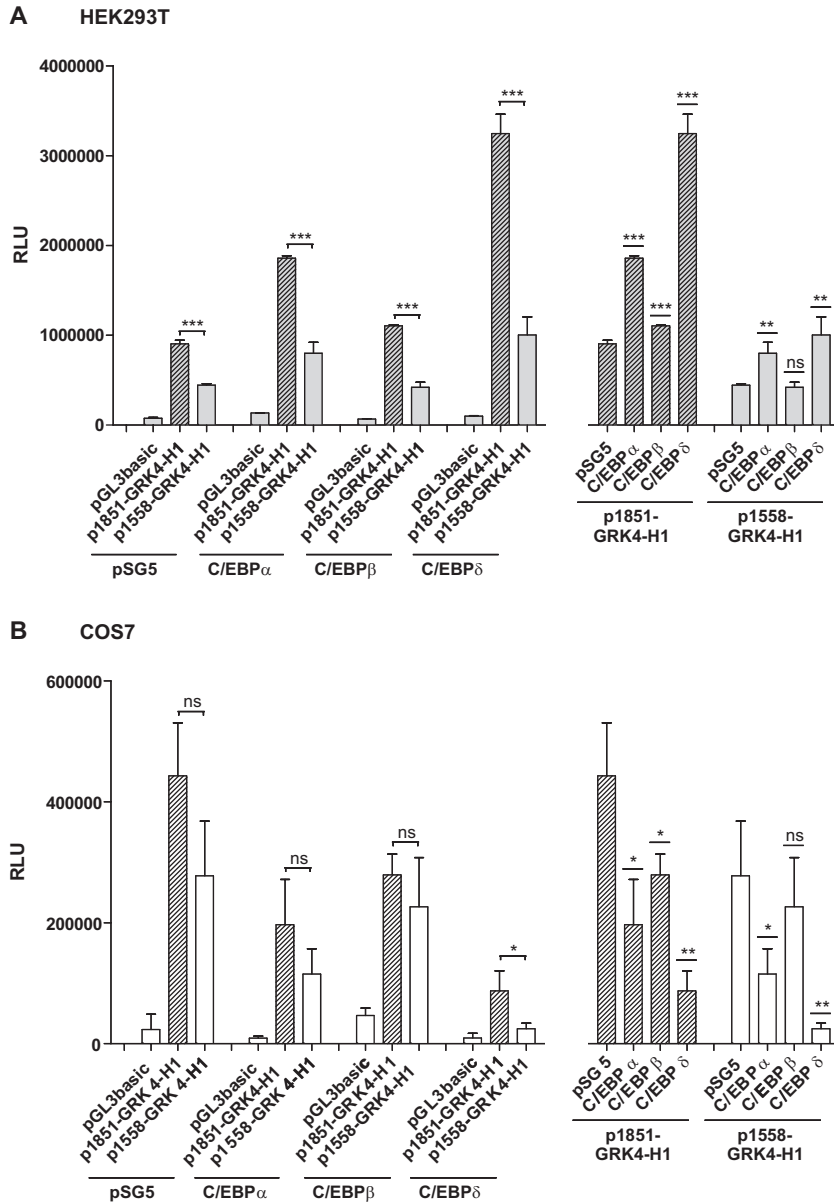 A HEK293T
4000000
3000000
2000000
1000000
0
RLU
***
***
***
***
***
***
***
**
ns
**
pGL3basic
p1851-GRK4-H1
p1558-GRK4-H1
pGL3basic
p1851-GRK4-H1
p1558-GRK4-H1
pGL3basic
p1851-GRK4-H1
p1558-GRK4-H1
pGL3basic
p1851-GRK4-H1
p1558-GRK4-H1
pSG5
C/EBPα
C/EBPβ
C/EBPδ
pSG5
C/EBPα
C/EBPβ
C/EBPδ
pSG5
C/EBPα
C/EBPβ
C/EBPδ
p1851-
GRK4-H1
p1558-
GRK4-H1
B COS7
600000
400000
200000
0
RLU
ns
ns
ns
*
*
*
**
*
ns
**
pGL3basic
p1851-GRK4-H1
p1558-GRK4-H1
pGL3basic
p1851-GRK4-H1
p1558-GRK4-H1
pGL3basic
p1851-GRK4-H1
p1558-GRK4-H1
pGL3basic
p1851-GRK4-H1
p1558-GRK4-H1
pSG5
C/EBPα
C/EBPβ
C/EBPδ
pSG5
C/EBPα
C/EBPβ
C/EBPδ
pSG5
C/EBPα
C/EBPβ
C/EBPδ
p1851-
GRK4-H1
p1558-
GRK4-H1